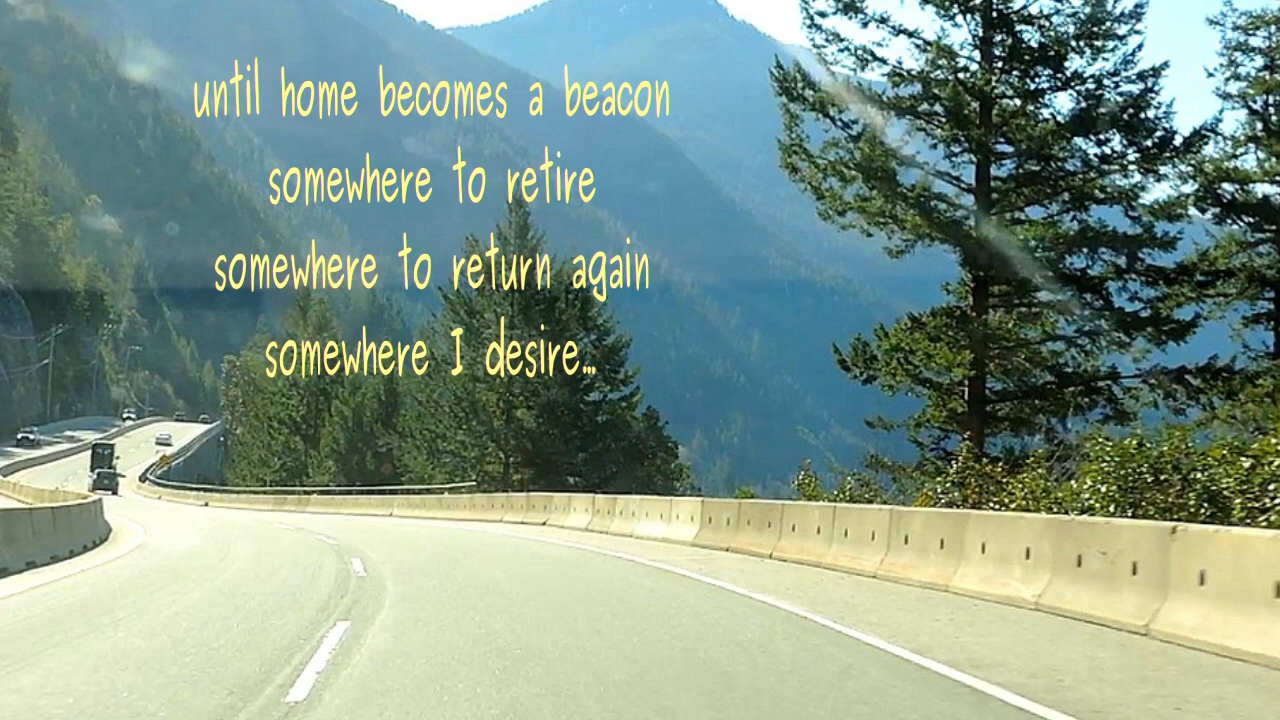 until home becomes a beacon
somewhere to retire
somewhere to return again
somewhere I desire...